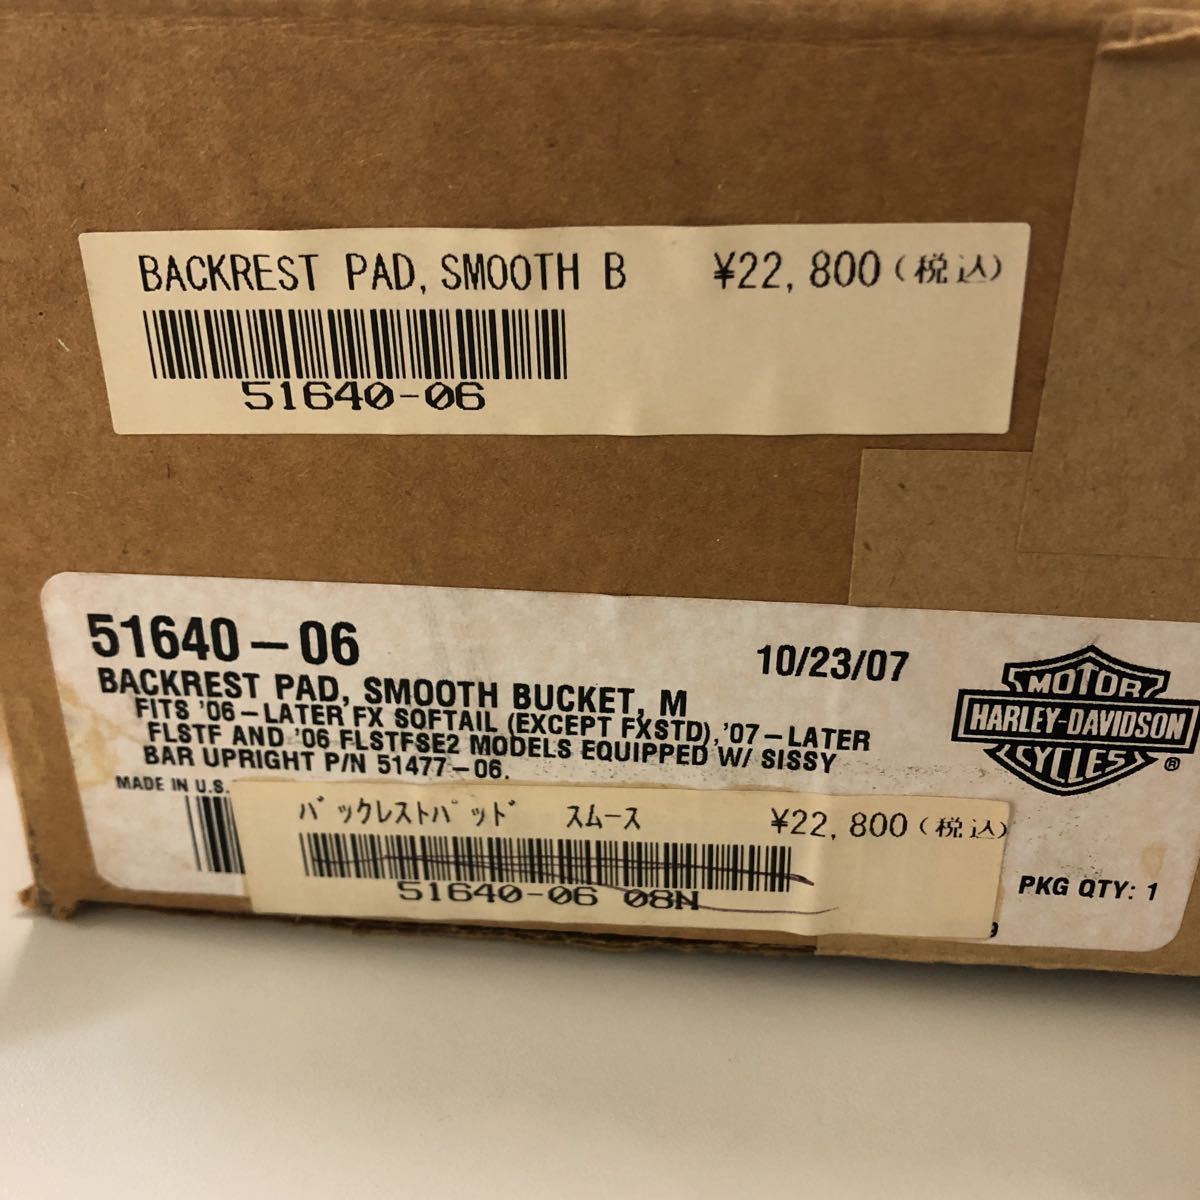 BACKREST PAD,SMOOTH B ¥22,800(税込)
51640-06
51640-06
10/23/07
BACKREST PAD, SMOOTH BUCKET, M
FITS '06-LATER FX SOFTAIL (EXCEPT FXSTD),'07-LATER
FLSTF AND '06 FLSTFSE2 MODELS EQUIPPED W/ SISSY
BAR UPRIGHT P/N 51477-06.
MADE IN U.S.
MOTOR
HARLEY-DAVIDSON
CYCLES
®
バックレストパッド スムース ¥22,800(税込)
51640-06 08N
PKG QTY: 1